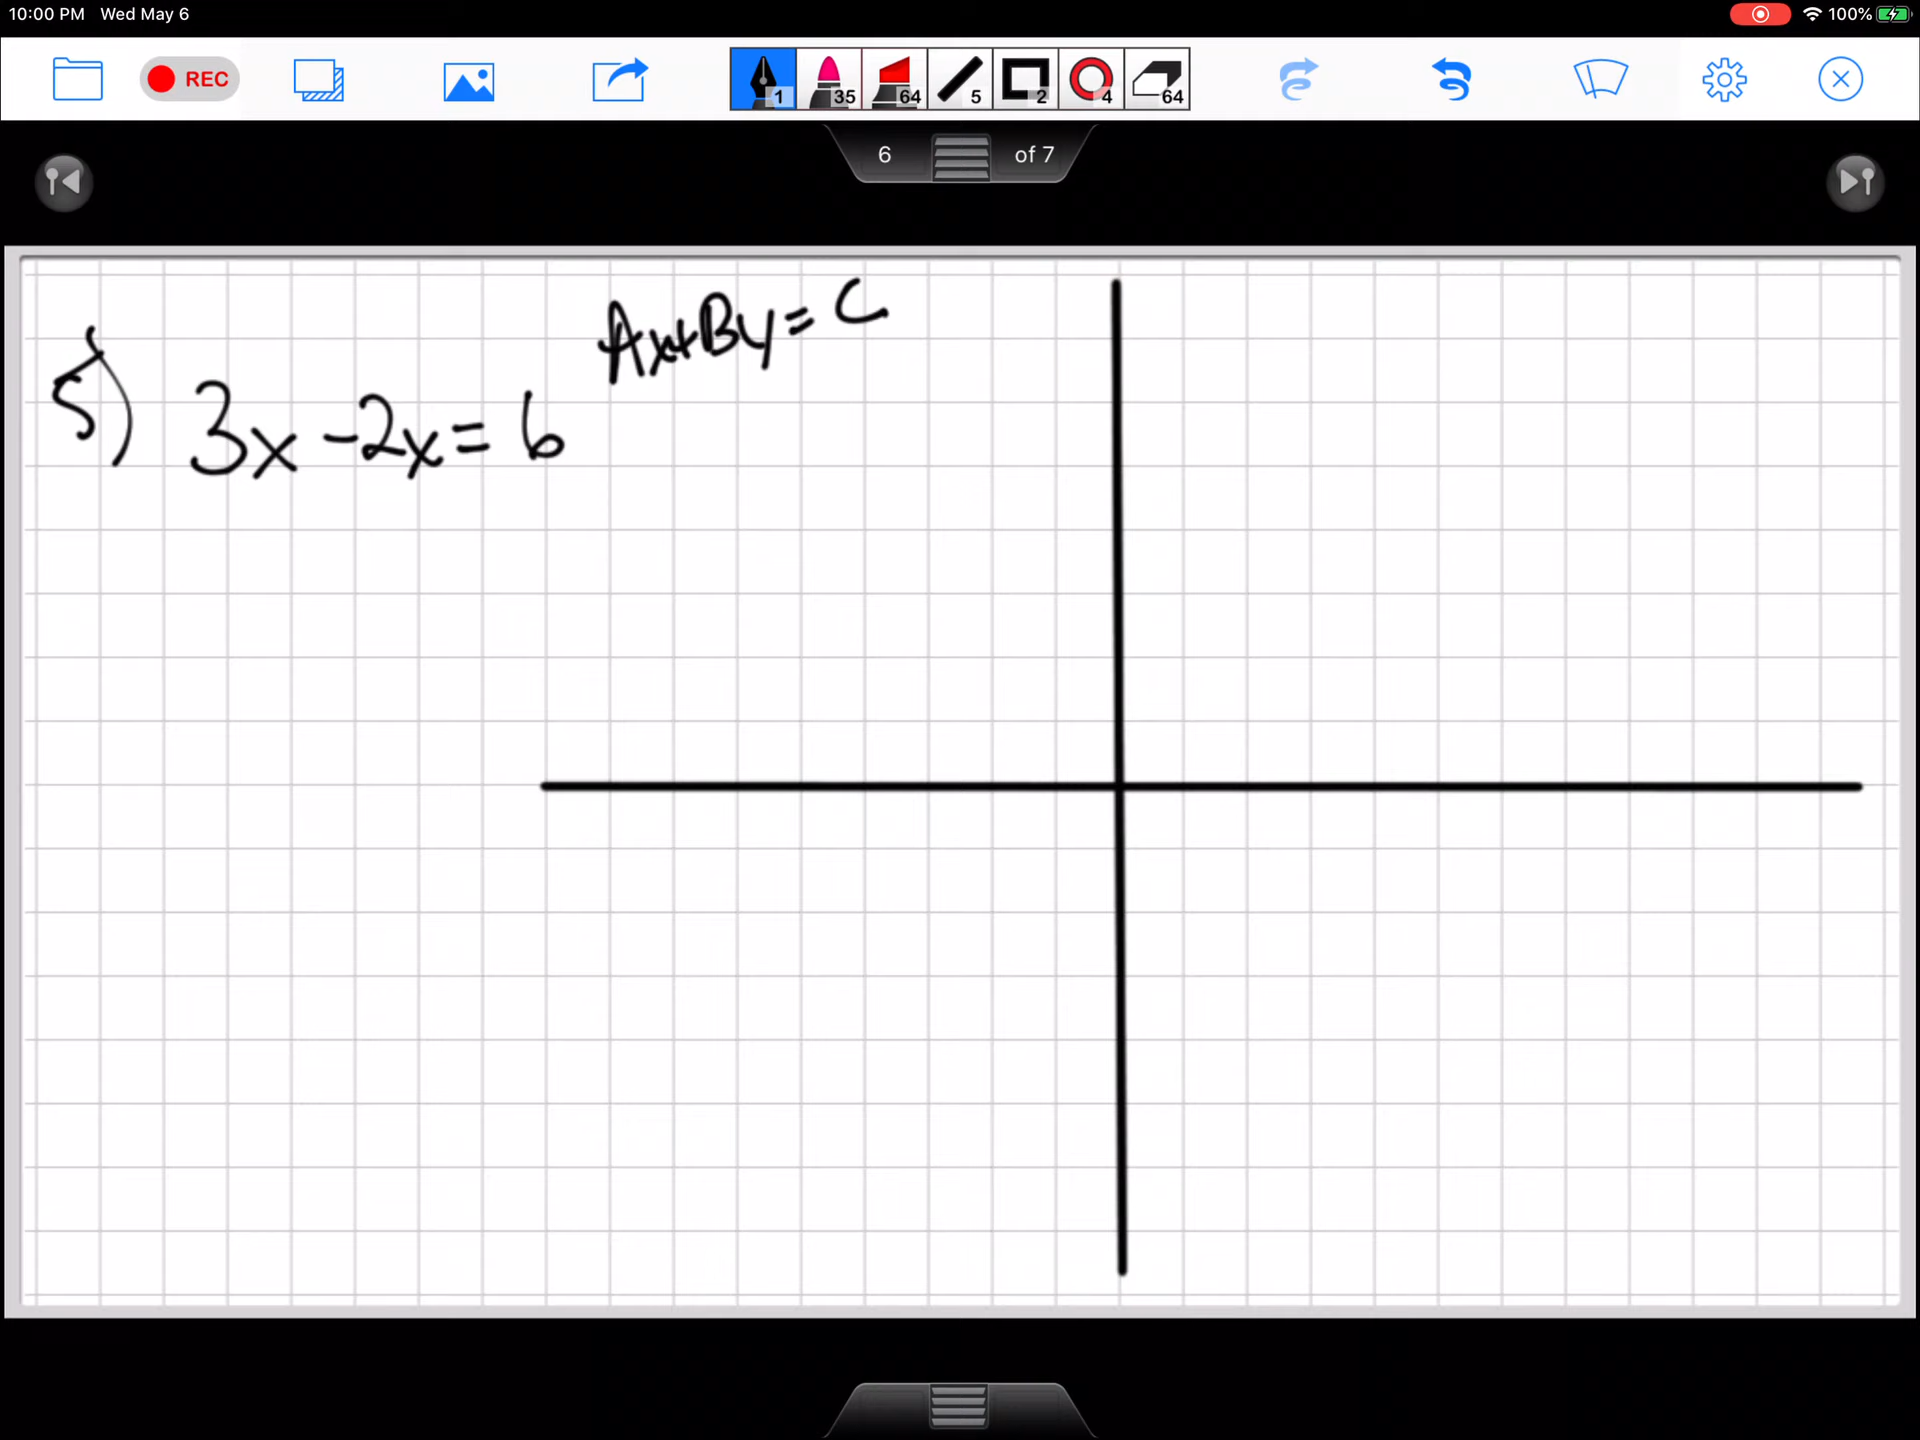 10:00 PM Wed May 6 100%
REC 1 35 64 5 2 4 64
6 of 7
Ax+By = C
5) 3x -2x = 6